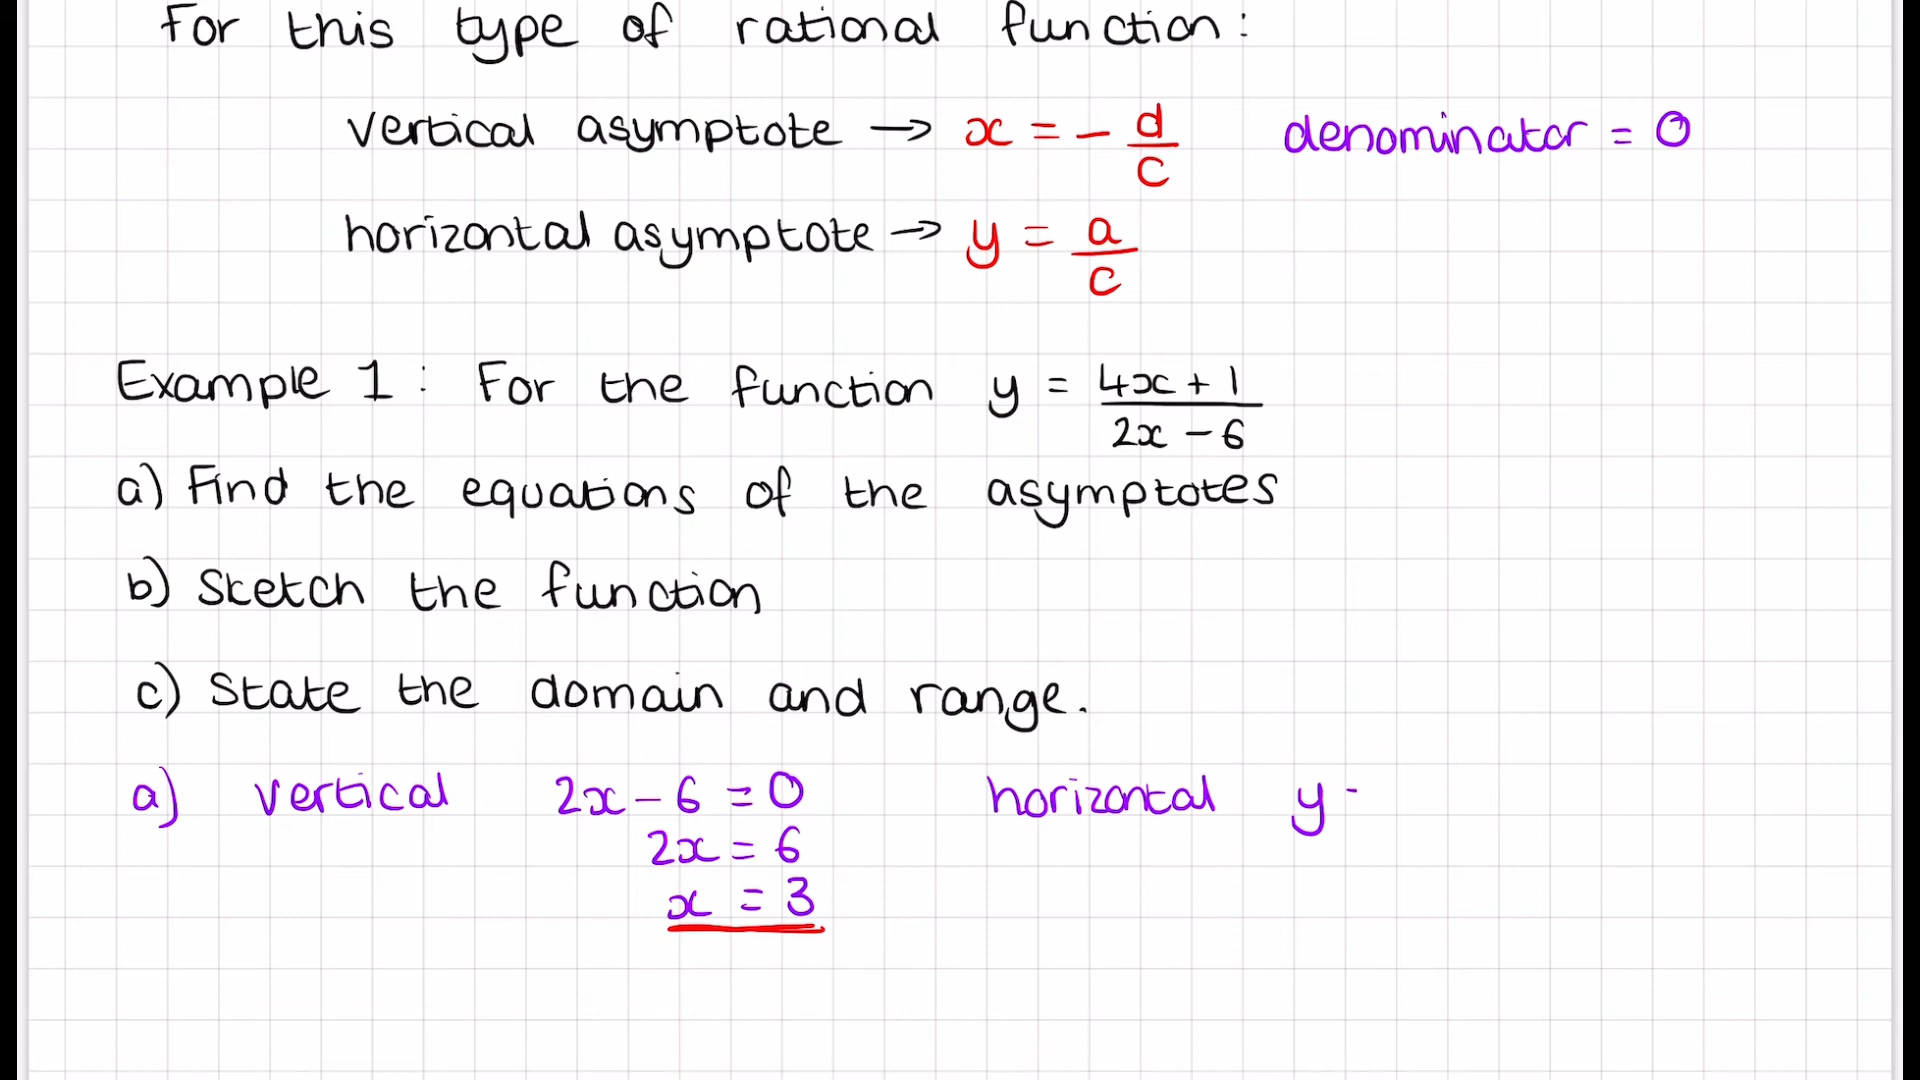 For this type of rational function:
vertical asymptote → x = - d/c denominator = 0
horizontal asymptote → y = a/c
Example 1: For the function y = (4x + 1)/(2x - 6)
a) Find the equations of the asymptotes
b) Sketch the function
c) State the domain and range.
a) vertical 2x - 6 = 0 horizontal y -
2x = 6
x = 3